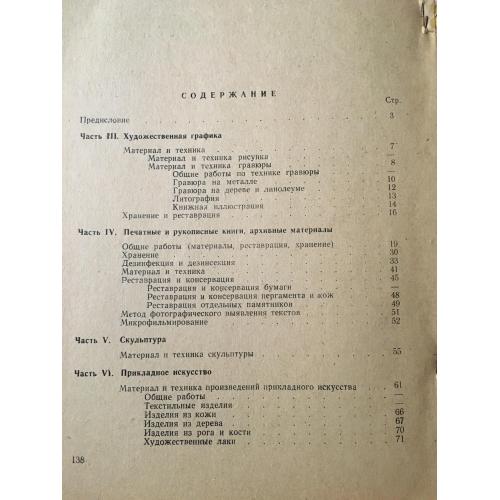 СОДЕРЖАНИЕ
Стр.
Предисловие 3
Часть III. Художественная графика
Материал и техника 7
Материал и техника рисунка —
Материал и техника гравюры 8
Общие работы по технике гравюры —
Гравюра на металле 10
Гравюра на дереве и линолеуме 12
Литография 13
Книжная иллюстрация 14
Хранение и реставрация 16
Часть IV. Печатные и рукописные книги, архивные материалы
Общие работы (материалы, реставрация, хранение) 19
Хранение 30
Дезинфекция и дезинсекция 33
Материал и техника 41
Реставрация и консервация 45
Реставрация и консервация бумаги —
Реставрация и консервация пергамента и кож 48
Реставрация отдельных памятников 49
Метод фотографического выявления текстов 51
Микрофильмирование 52
Часть V. Скульптура
Материал и техника скульптуры 55
Часть VI. Прикладное искусство
Материал и техника произведений прикладного искусства 61
Общие работы —
Текстильные изделия —
Изделия из кожи 66
Изделия из дерева 67
Изделия из рога и кости 70
Художественные лаки 71
138